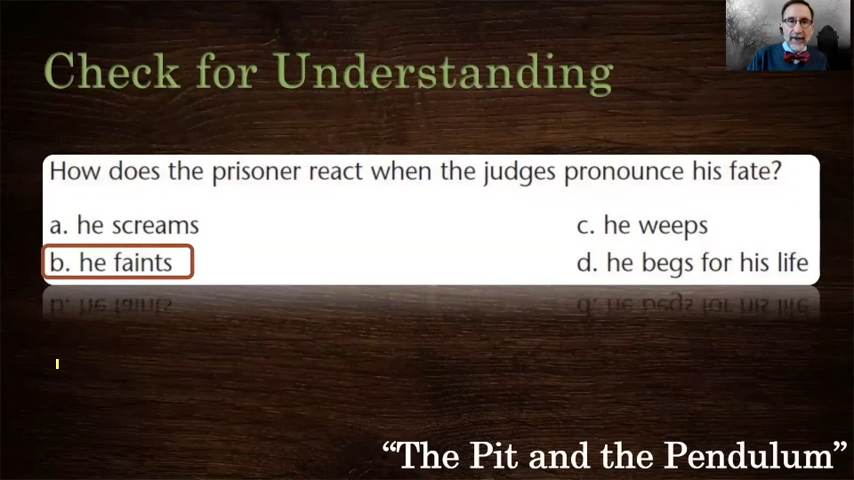 Check for Understanding
How does the prisoner react when the judges pronounce his fate?
a. he screams
c. he weeps
b. he faints
d. he begs for his life
“The Pit and the Pendulum”